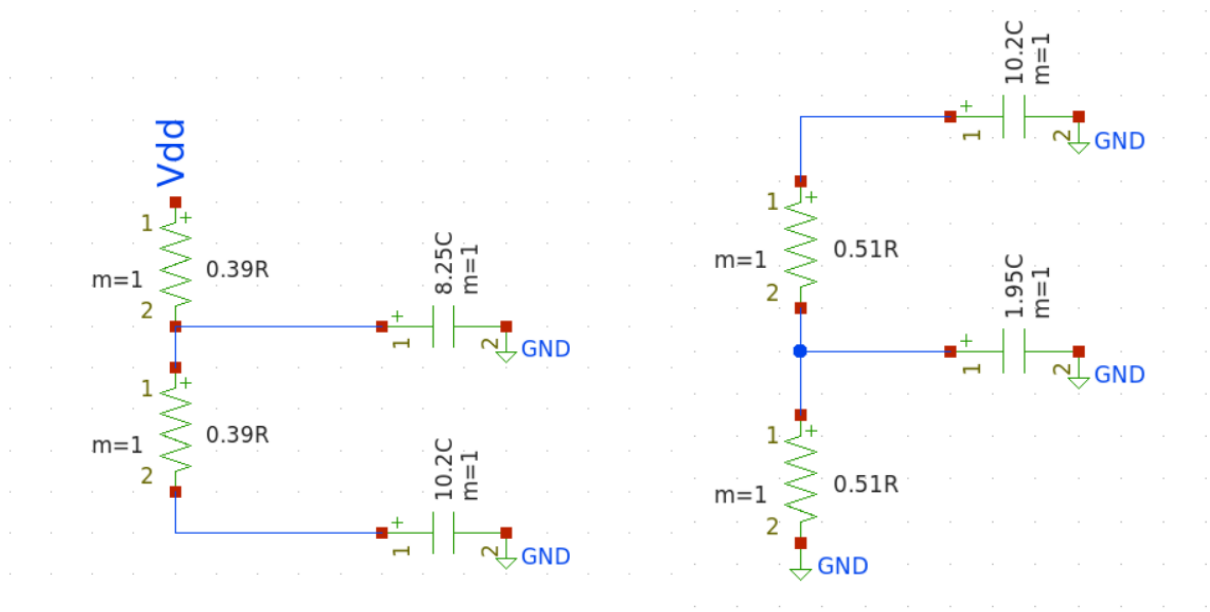 Vdd
1
+
m=1
0.39R
2
8.25C
m=1
+
1
2
GND
1
+
m=1
0.39R
2
10.2C
m=1
+
1
2
GND
10.2C
m=1
+
1
2
GND
1
+
m=1
0.51R
2
1.95C
m=1
+
1
2
GND
1
+
m=1
0.51R
2
GND